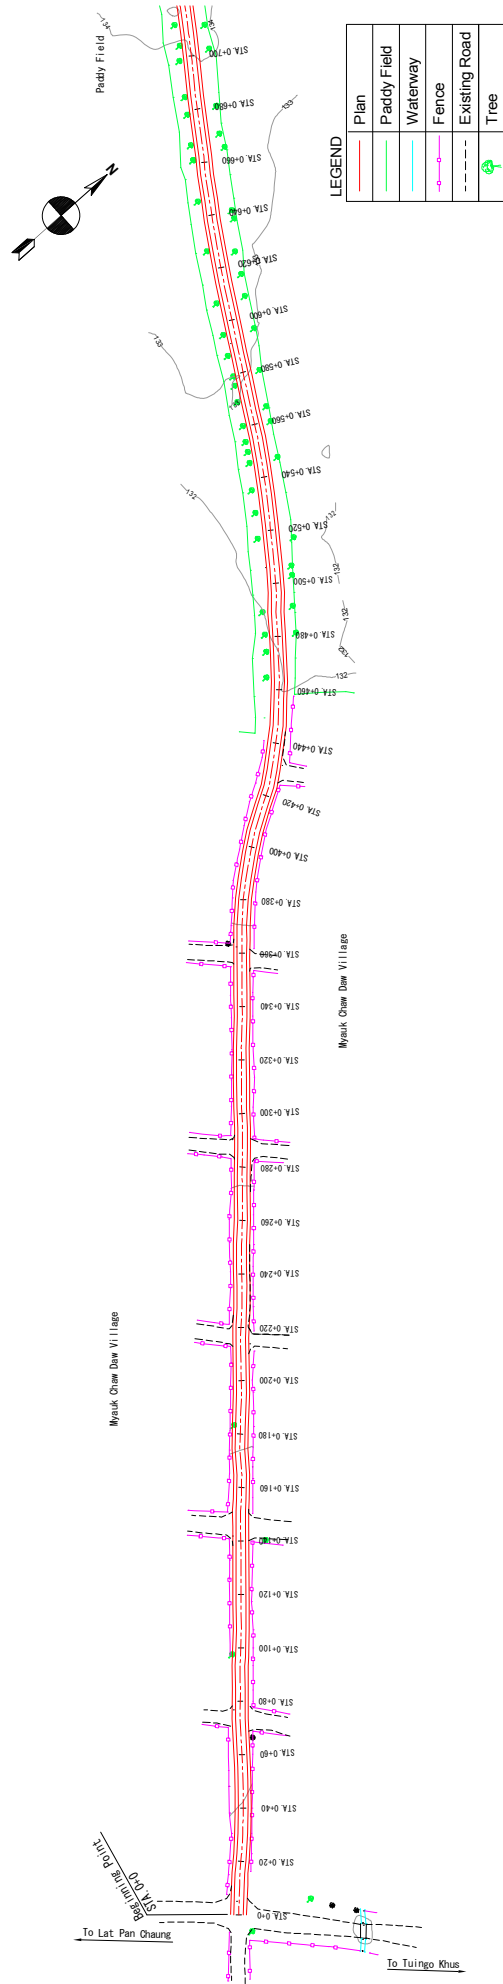 134
134
Paddy Field
N
STA. 0+700
STA. 0+680
133
STA. 0+660
STA. 0+640
STA. 0+620
STA. 0+600
133
STA. 0+580
STA. 0+560
STA. 0+540
132
STA. 0+520
132
STA. 0+500
132
132
STA. 0+480
132
132
STA. 0+460
STA. 0+440
STA. 0+420
STA. 0+400
STA. 0+380
STA. 0+360
STA. 0+340
Myauk Chaw Daw Village
STA. 0+320
STA. 0+300
STA. 0+280
STA. 0+260
STA. 0+240
STA. 0+220
Myauk Chaw Daw Village
STA. 0+200
STA. 0+180
STA. 0+160
STA. 0+140
STA. 0+120
STA. 0+100
STA. 0+80
STA. 0+60
STA. 0+40
STA. 0+20
STA. 0+0
Beginning Point
STA. 0+0
To Lat Pan Chaung
To Tuingo Khus
LEGEND
Plan
Paddy Field
Waterway
Fence
Existing Road
Tree